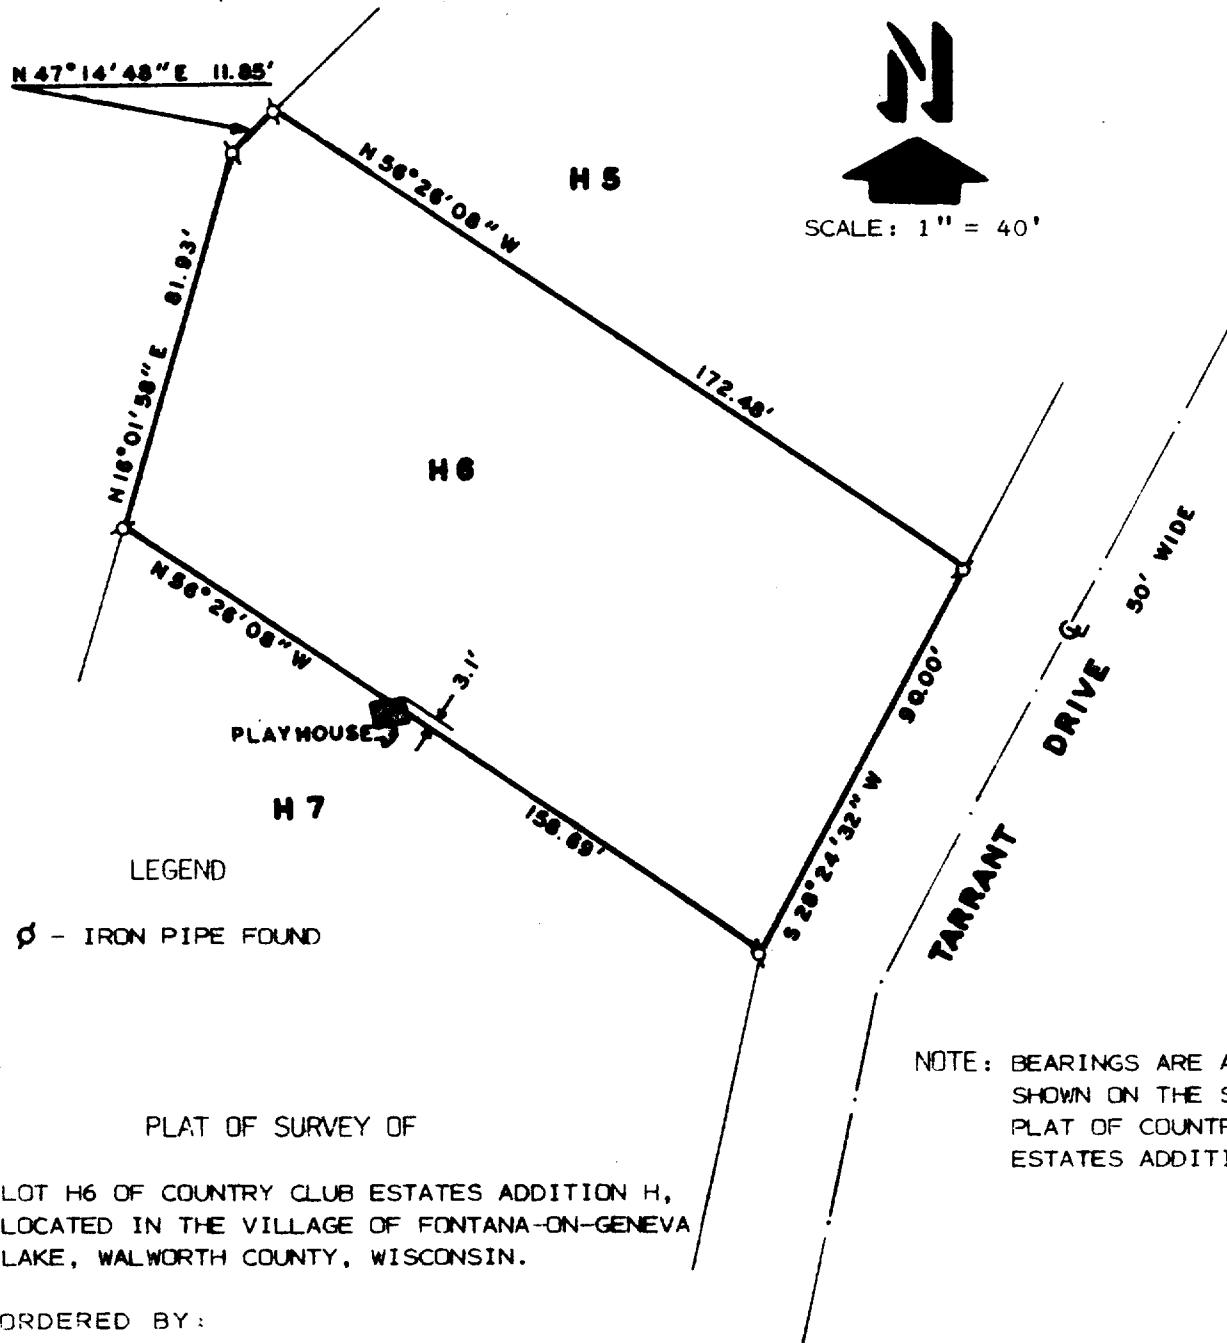 N 47°14'48" E 11.85'
N
H 5
N 56°26'08" W
SCALE: 1" = 40'
81.93'
N 16°01'58" E
172.48'
H 6
50' WIDE
N 56°26'08" W
3.1'
90.00'
DRIVE
PLAYHOUSE
H 7
S 28°24'32" W
TARRANT
LEGEND
Ø - IRON PIPE FOUND
NOTE: BEARINGS ARE A
SHOWN ON THE S
PLAT OF COUNTR
ESTATES ADDITI
PLAT OF SURVEY OF
LOT H6 OF COUNTRY CLUB ESTATES ADDITION H,
LOCATED IN THE VILLAGE OF FONTANA-ON-GENEVA
LAKE, WALWORTH COUNTY, WISCONSIN.
ORDERED BY: